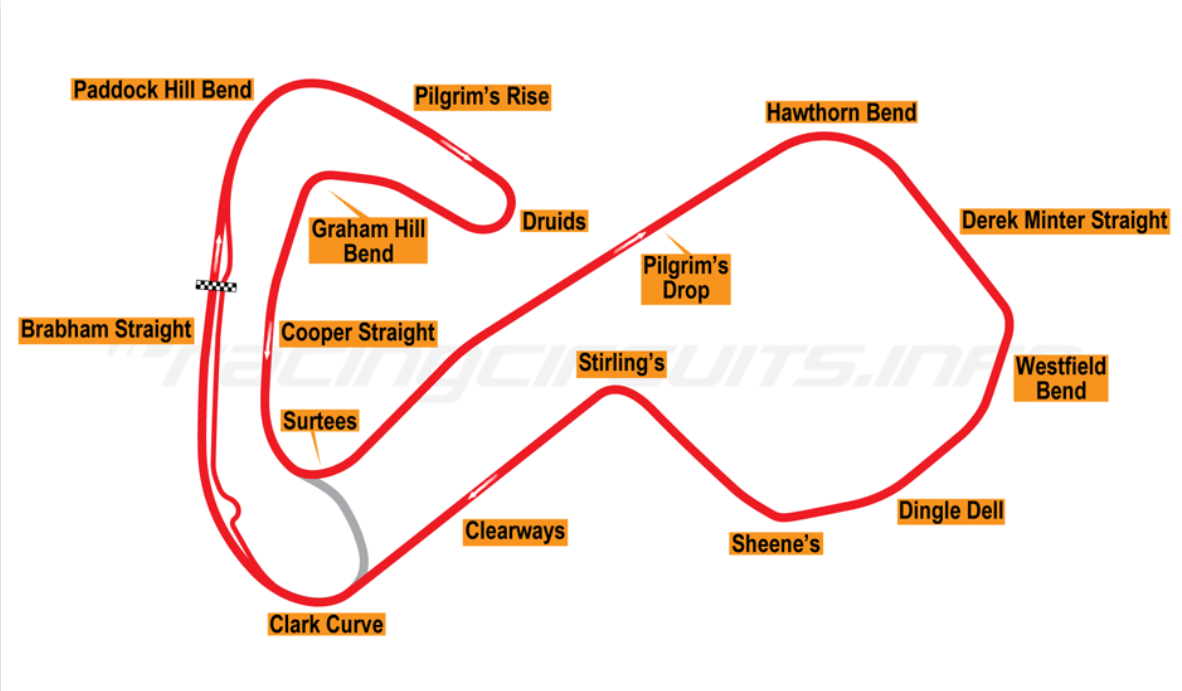 Paddock Hill Bend
Pilgrim's Rise
Hawthorn Bend
Druids
Derek Minter Straight
Graham Hill
Bend
Pilgrim's
Drop
Brabham Straight
Cooper Straight
Stirling's
racingcircuits.info
Westfield
Bend
Surtees
Dingle Dell
Clearways
Sheene's
Clark Curve